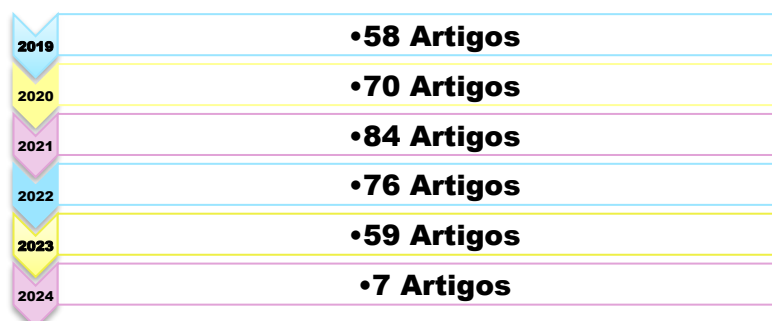 2019 •58 Artigos
2020 •70 Artigos
2021 •84 Artigos
2022 •76 Artigos
2023 •59 Artigos
2024 •7 Artigos